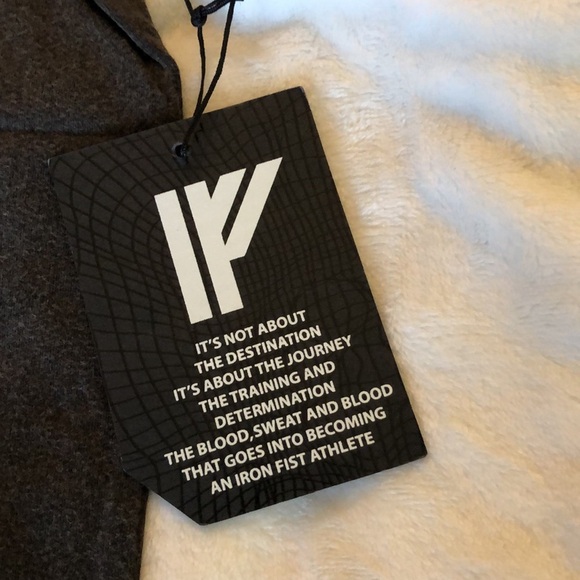 IT'S NOT ABOUT
THE DESTINATION
IT'S ABOUT THE JOURNEY
THE TRAINING AND
DETERMINATION
THE BLOOD,SWEAT AND BLOOD
THAT GOES INTO BECOMING
AN IRON FIST ATHLETE